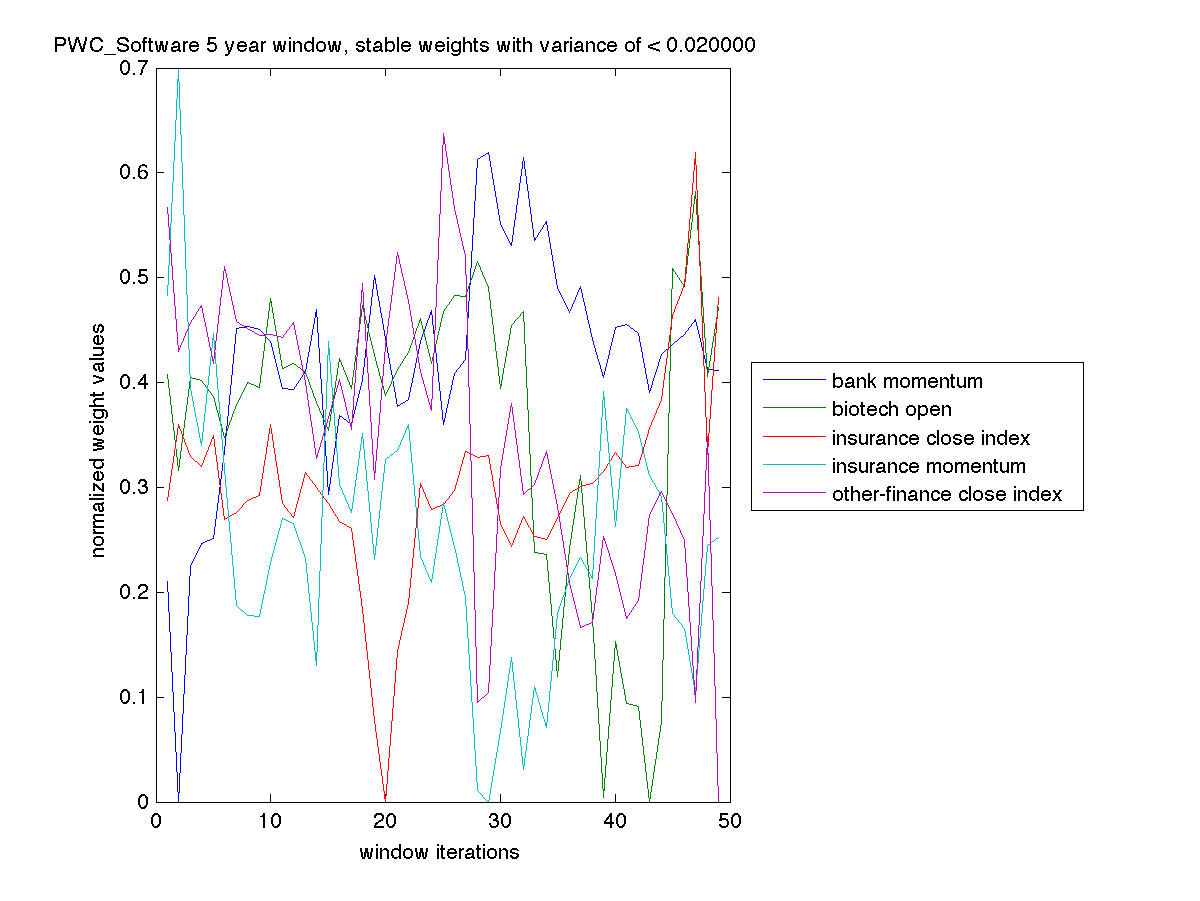 PWC_Software 5 year window, stable weights with variance of < 0.020000
0.7
0.6
0.5
0.4
0.3
0.2
0.1
0
normalized weight values
0 10 20 30 40 50
window iterations
bank momentum
biotech open
insurance close index
insurance momentum
other-finance close index